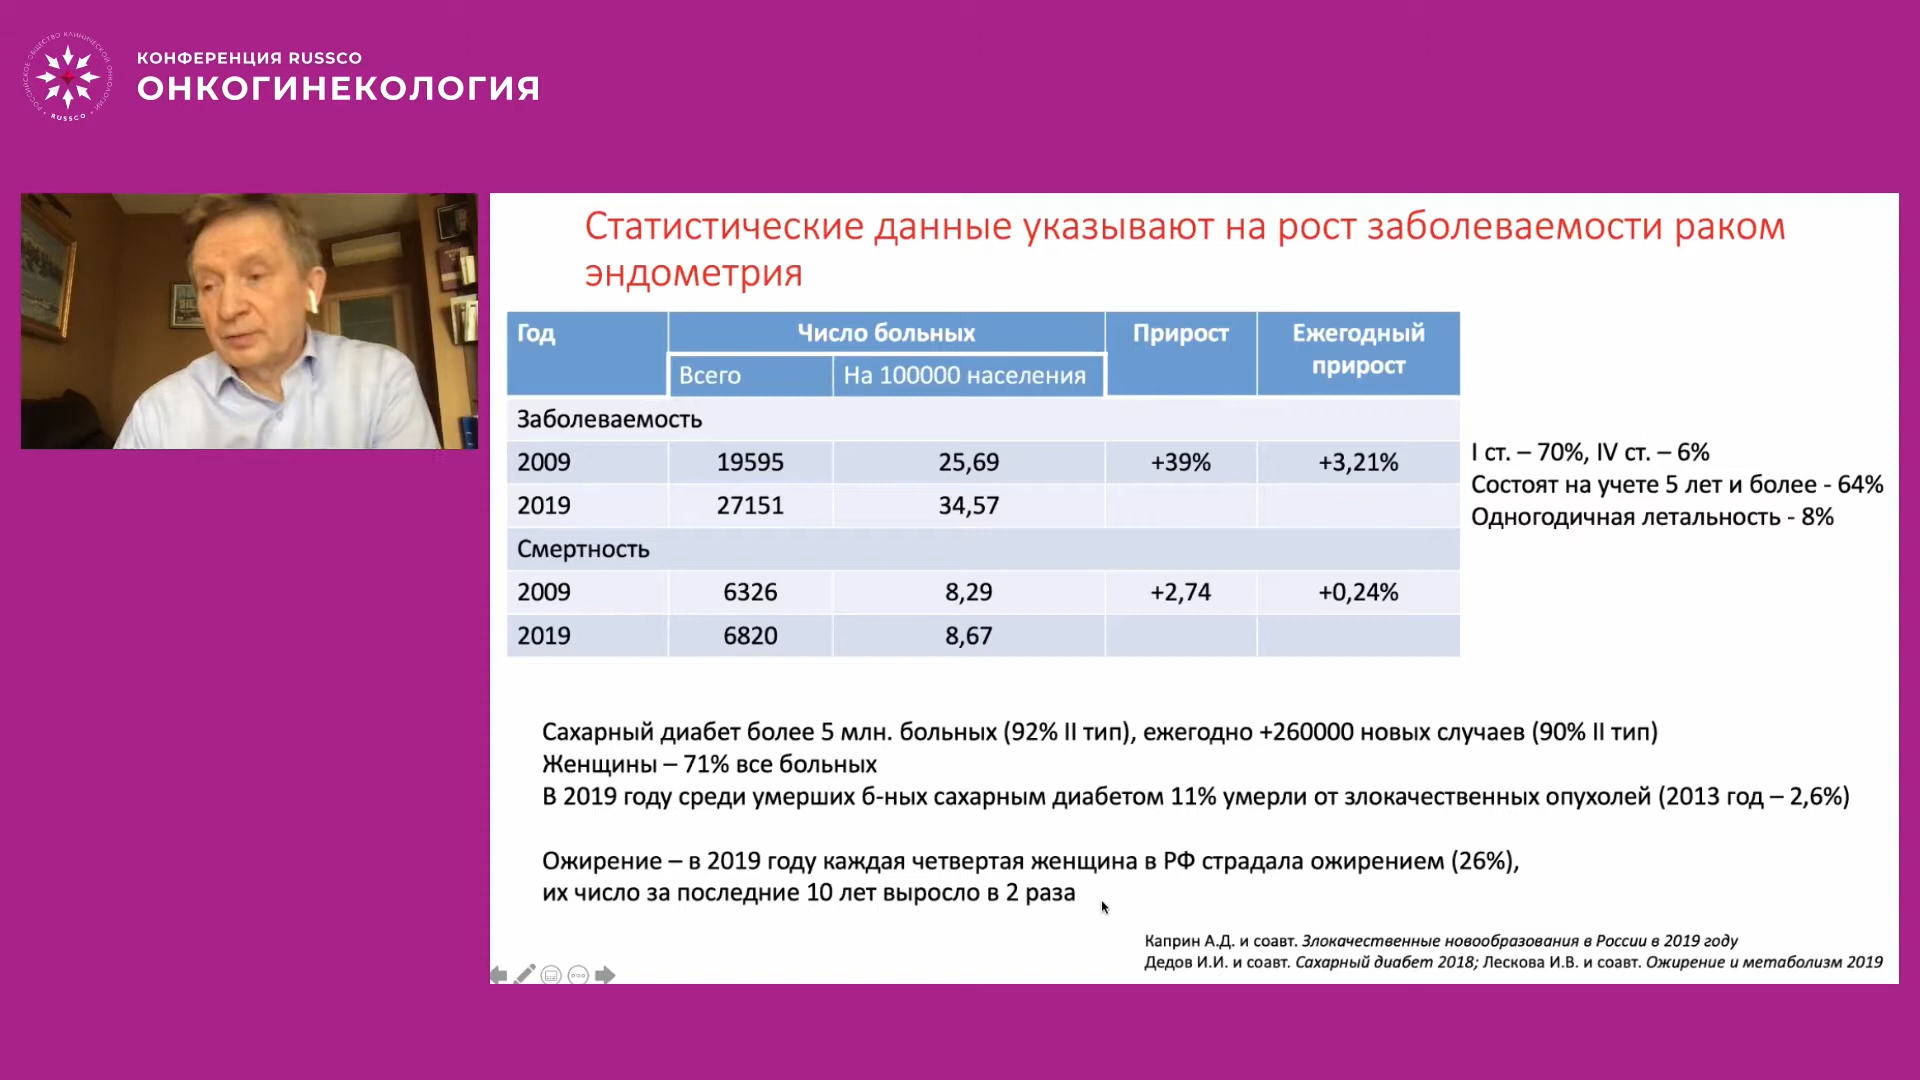 РОССИЙСКОЕ ОБЩЕСТВО КЛИНИЧЕСКОЙ ОНКОЛОГИИ
RUSSCO
КОНФЕРЕНЦИЯ RUSSCO
ОНКОГИНЕКОЛОГИЯ
Статистические данные указывают на рост заболеваемости раком
эндометрия
Год Число больных Прирост Ежегодный
прирост
Всего На 100000 населения
Заболеваемость
2009 19595 25,69 +39% +3,21%
2019 27151 34,57
Смертность
2009 6326 8,29 +2,74 +0,24%
2019 6820 8,67
I ст. – 70%, IV ст. – 6%
Состоят на учете 5 лет и более - 64%
Одногодичная летальность - 8%
Сахарный диабет более 5 млн. больных (92% II тип), ежегодно +260000 новых случаев (90% II тип)
Женщины – 71% все больных
В 2019 году среди умерших б-ных сахарным диабетом 11% умерли от злокачественных опухолей (2013 год – 2,6%)
Ожирение – в 2019 году каждая четвертая женщина в РФ страдала ожирением (26%),
их число за последние 10 лет выросло в 2 раза
Каприн А.Д. и соавт. Злокачественные новообразования в России в 2019 году
Дедов И.И. и соавт. Сахарный диабет 2018; Лескова И.В. и соавт. Ожирение и метаболизм 2019